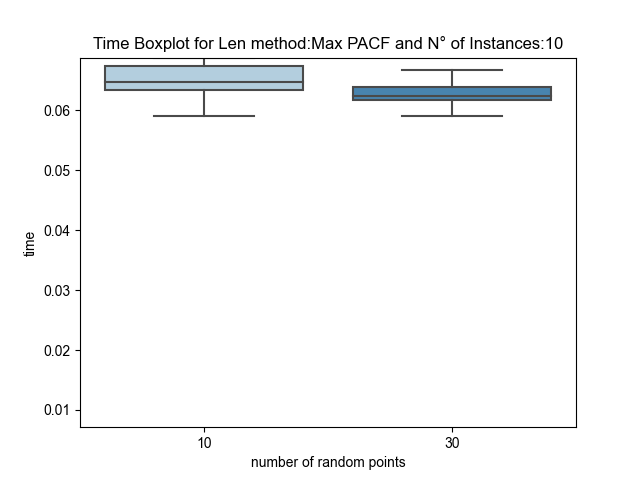 Time Boxplot for Len method:Max PACF and N° of Instances:10
0.06
0.05
0.04
0.03
0.02
0.01
time
10 30
number of random points